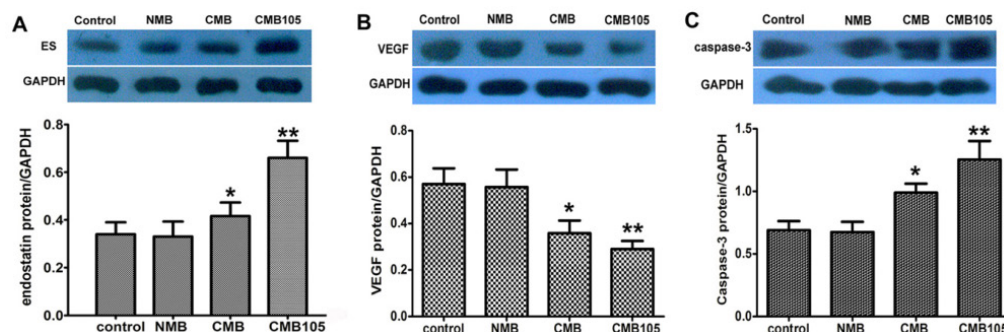 A
Control NMB CMB CMB105
ES
GAPDH
endostatin protein/GAPDH
0.8
0.6
0.4
0.2
0.0
* **
control NMB CMB CMB105
B
Control NMB CMB CMB105
VEGF
GAPDH
VEGF protein/GAPDH
0.8
0.6
0.4
0.2
0.0
* **
control NMB CMB CMB105
C
Control NMB CMB CMB105
caspase-3
GAPDH
Caspase-3 protein/GAPDH
1.5
1.0
0.5
0.0
* **
control NMB CMB CMB105